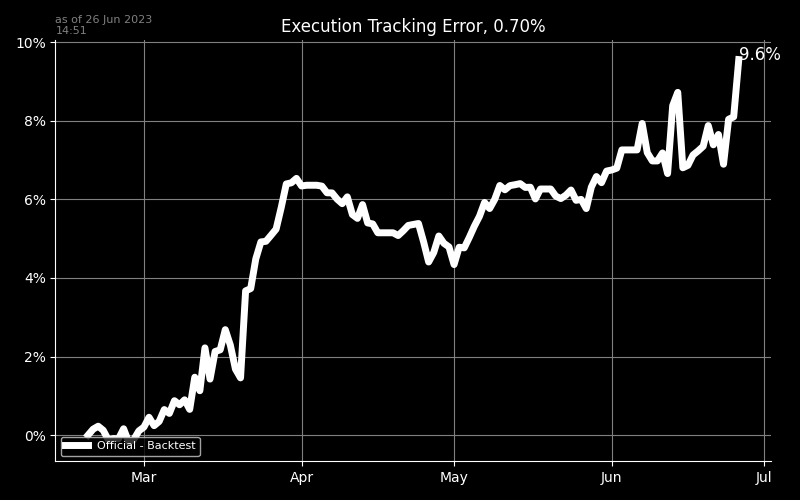 as of 26 Jun 2023
14:51
Execution Tracking Error, 0.70%
10%
9.6%
8%
6%
4%
2%
0%
Official - Backtest
Mar Apr May Jun Jul